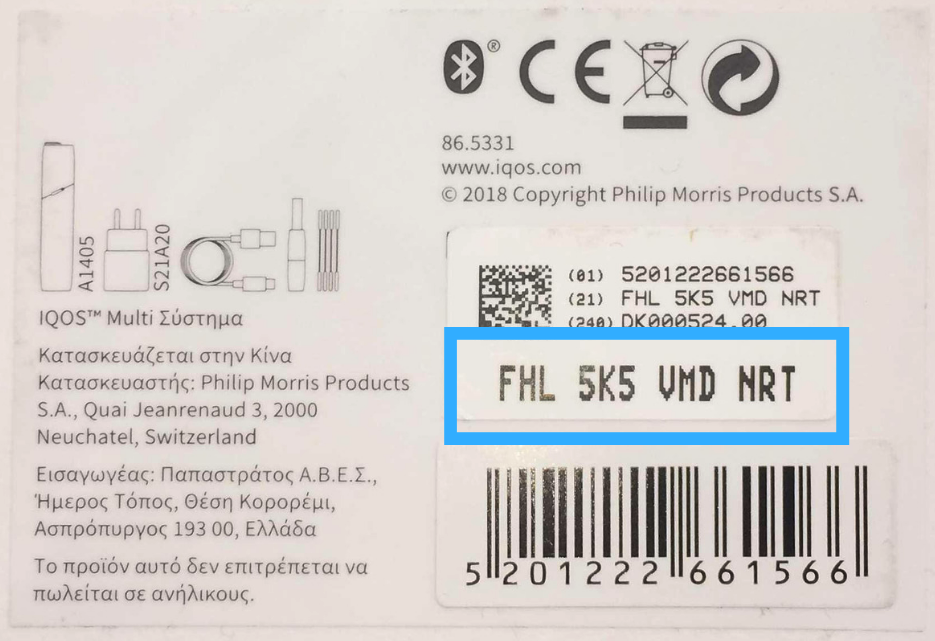 A1405
S21A20
IQOS™ Multi Σύστημα
Κατασκευάζεται στην Κίνα
Κατασκευαστής: Philip Morris Products
S.A., Quai Jeanrenaud 3, 2000
Neuchatel, Switzerland
Εισαγωγέας: Παπαστράτος Α.Β.Ε.Σ.,
Ήμερος Τόπος, Θέση Κορορέμι,
Ασπρόπυργος 193 00, Ελλάδα
Το προϊόν αυτό δεν επιτρέπεται να
πωλείται σε ανήλικους.
® CE
86.5331
www.iqos.com
© 2018 Copyright Philip Morris Products S.A.
(01) 5201222661566
(21) FHL 5K5 VMD NRT
(240) DK000524.00
FHL 5K5 VMD NRT
5 201222 661566